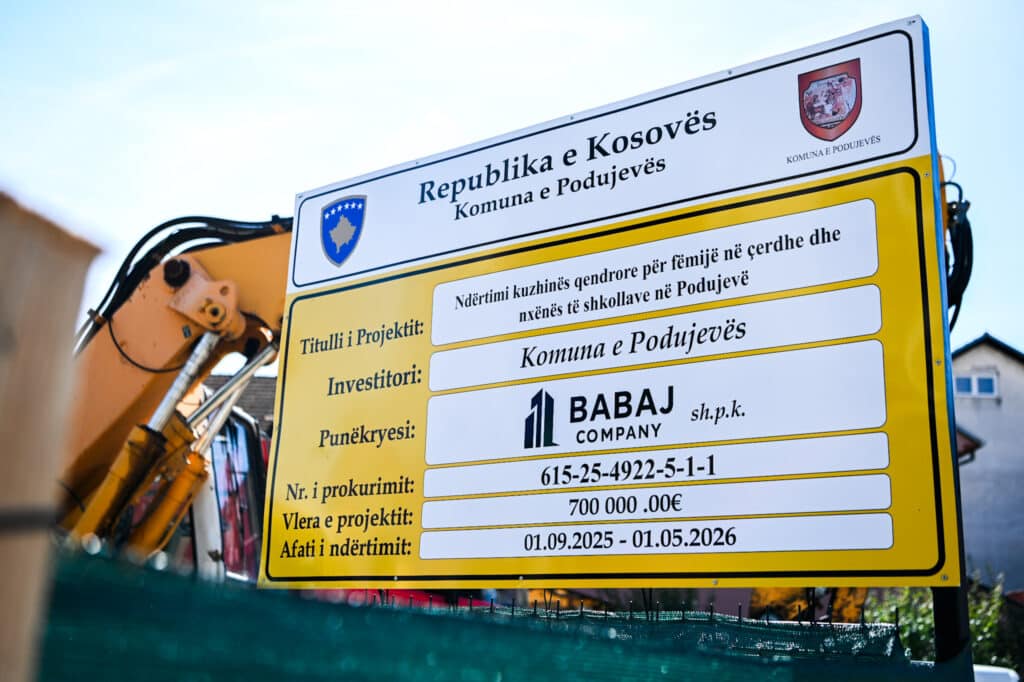 Republika e Kosovës
Komuna e Podujevës
KOMUNA E PODUJEVËS
Titulli i Projektit:
Ndërtimi kuzhinës qendrore për fëmijë në çerdhe dhe
nxënës të shkollave në Podujevë
Investitori:
Komuna e Podujevës
Punëkryesi:
BABAJ
COMPANY
sh.p.k.
Nr. i prokurimit:
615-25-4922-5-1-1
Vlera e projektit:
700 000 .00€
Afati i ndërtimit:
01.09.2025 - 01.05.2026